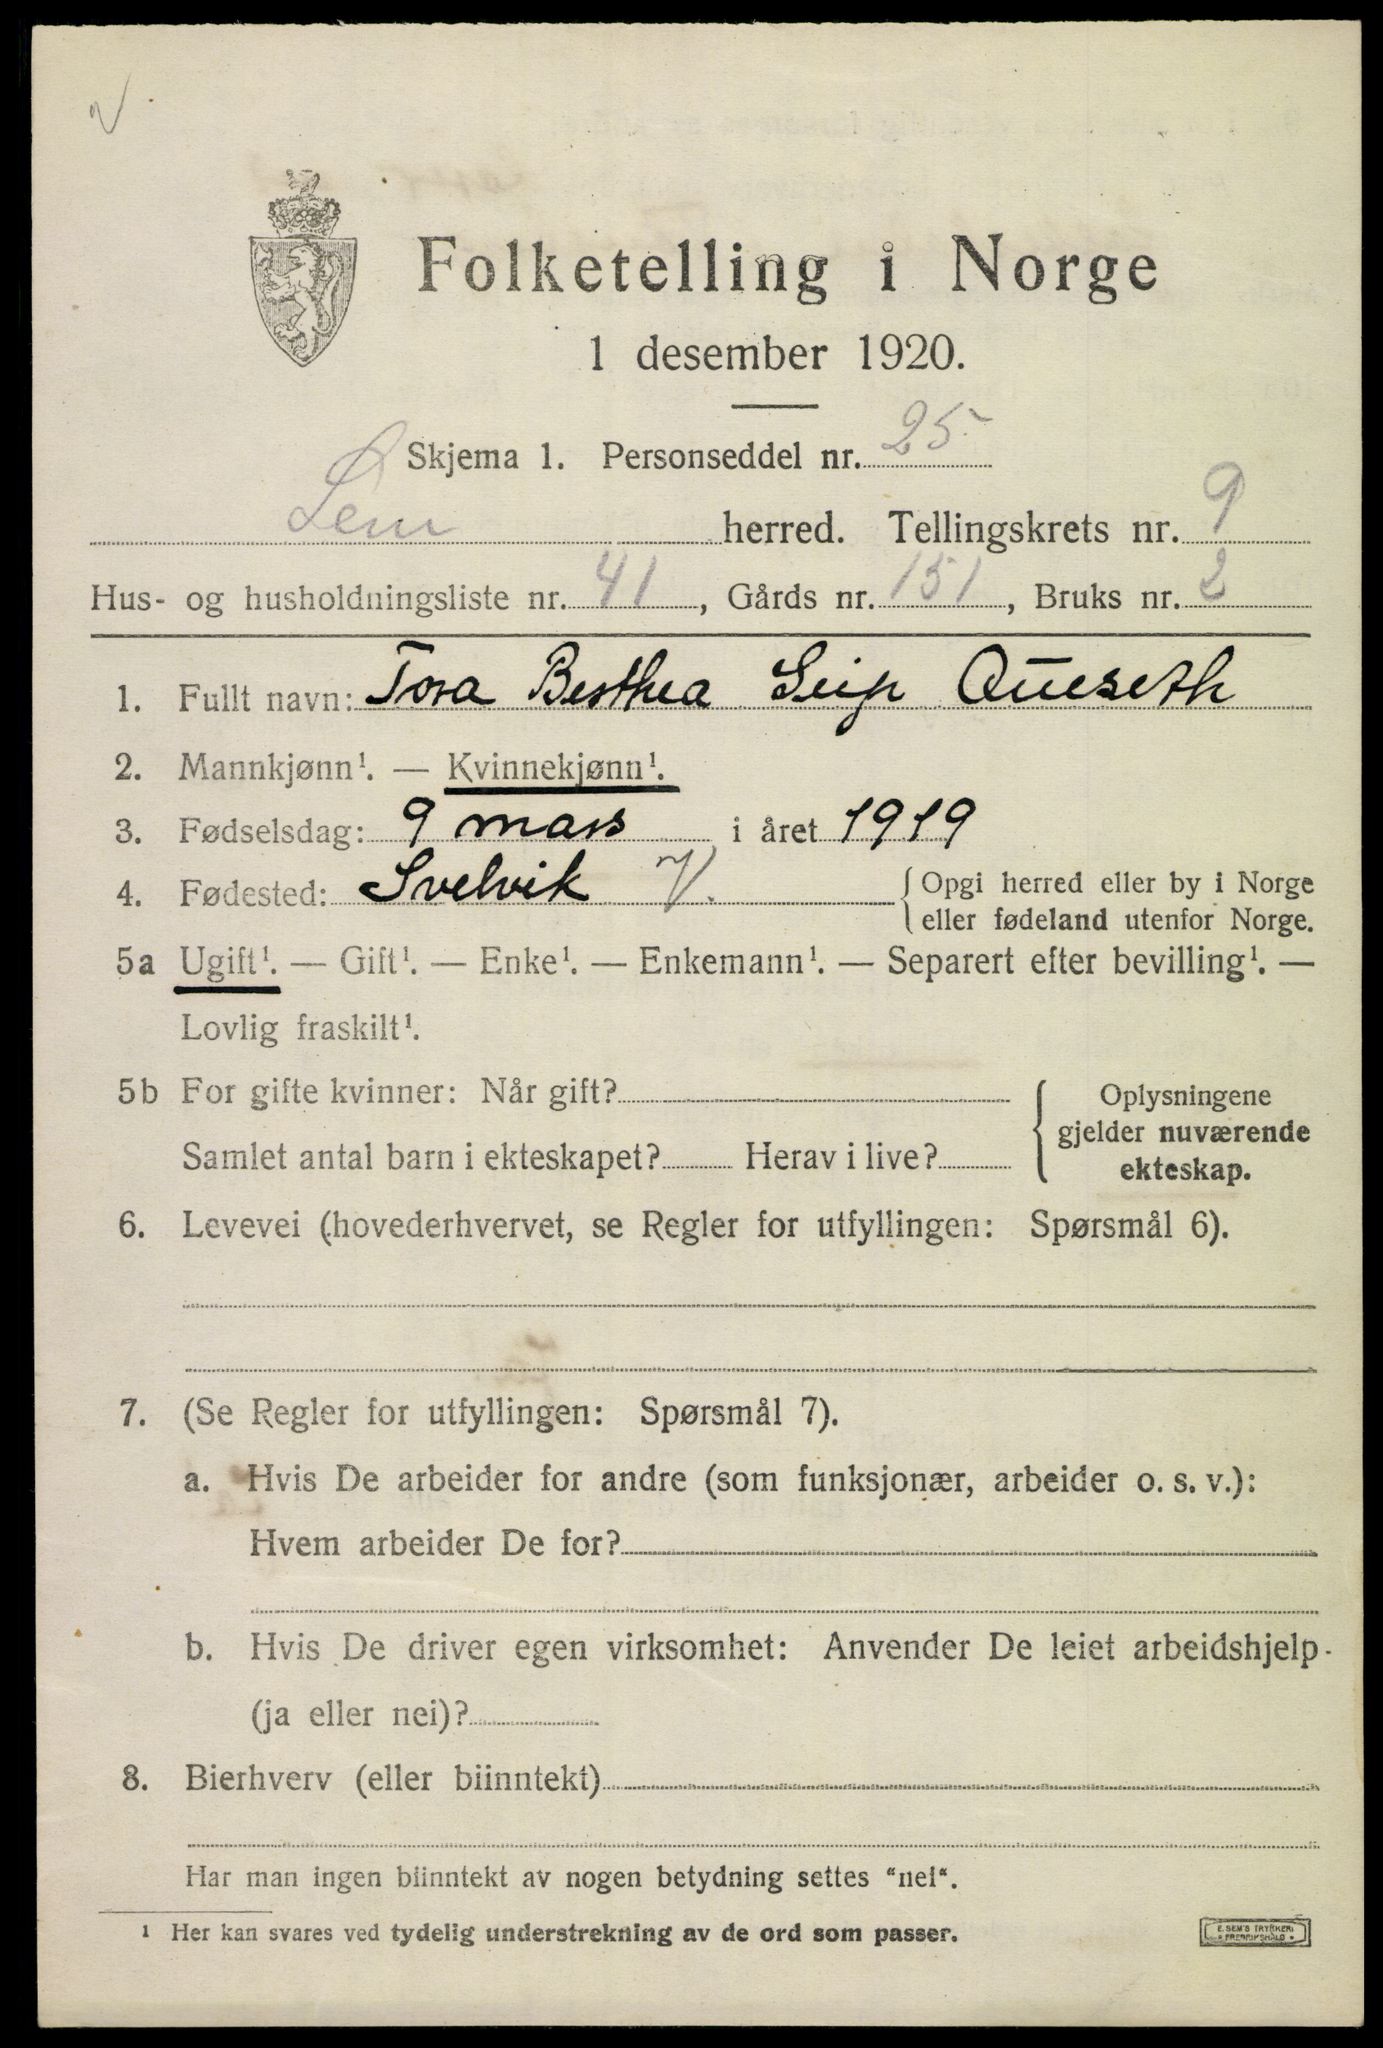 Folketelling i Norge
1 desember 1920.
Skjema 1. Personseddel nr. 25
Sem herred. Tellingskrets nr. 9
Hus- og husholdningsliste nr. 41, Gårds nr. 151, Bruks nr. 2
1. Fullt navn: Tora Berthea Seip Aueseth
2. Mannkjønn¹. — Kvinnekjønn¹.
3. Fødselsdag: 9 mars i året 1919
4. Fødested: Svelvik V. { Opgi herred eller by i Norge
eller fødeland utenfor Norge.
5a Ugift¹. — Gift¹. — Enke¹. — Enkemann¹. — Separert efter bevilling¹. —
Lovlig fraskilt¹.
5b For gifte kvinner: Når gift? { Oplysningene
gjelder nuværende
Samlet antal barn i ekteskapet? Herav i live?
ekteskap.
6. Levevei (hovederhvervet, se Regler for utfyllingen: Spørsmål 6).
7. (Se Regler for utfyllingen: Spørsmål 7).
a. Hvis De arbeider for andre (som funksjonær, arbeider o. s. v.):
Hvem arbeider De for?
b. Hvis De driver egen virksomhet: Anvender De leiet arbeidshjelp
(ja eller nei)?
8. Bierhverv (eller biinntekt)
Har man ingen biinntekt av nogen betydning settes "nei".
¹ Her kan svares ved tydelig understrekning av de ord som passer.
E. SEM'S TRYKKERI
FREDRIKSHALD